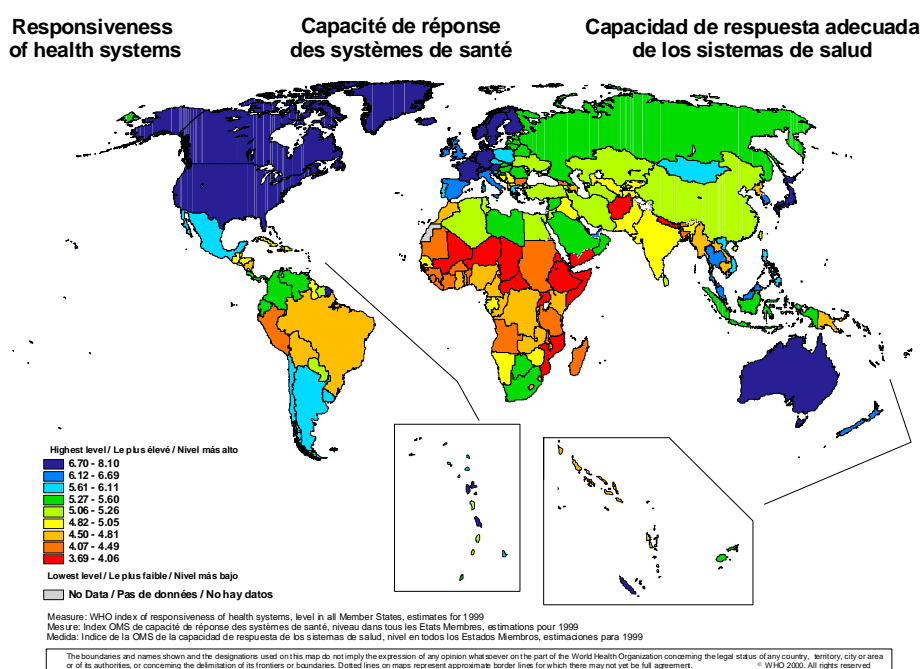 Responsiveness
of health systems
Capacité de réponse
des systèmes de santé
Capacidad de respuesta adecuada
de los sistemas de salud
Highest level / Le plus élevé / Nivel más alto
6.70 - 8.10
6.12 - 6.69
5.61 - 6.11
5.27 - 5.60
5.06 - 5.26
4.82 - 5.05
4.50 - 4.81
4.07 - 4.49
3.69 - 4.06
Lowest level / Le plus faible / Nivel más bajo
No Data / Pas de données / No hay datos
Measure: WHO index of responsiveness of health systems, level in all Member States, estimates for 1999
Mesure: Index OMS de capacité de réponse des systèmes de santé, niveau dans tous les Etats Membres, estimations pour 1999
Medida: Indice de la OMS de la capacidad de respuesta de los sistemas de salud, nivel en todos los Estados Miembros, estimaciones para 1999
The boundaries and names shown and the designations used on this map do not imply the expression of any opinion whatsoever on the part of the World Health Organization concerning the legal status of any country, territory, city or area
or of its authorities, or concerning the delimitation of its frontiers or boundaries. Dotted lines on maps represent approximate border lines for which there may not yet be full agreement. © WHO 2000. All rights reserved